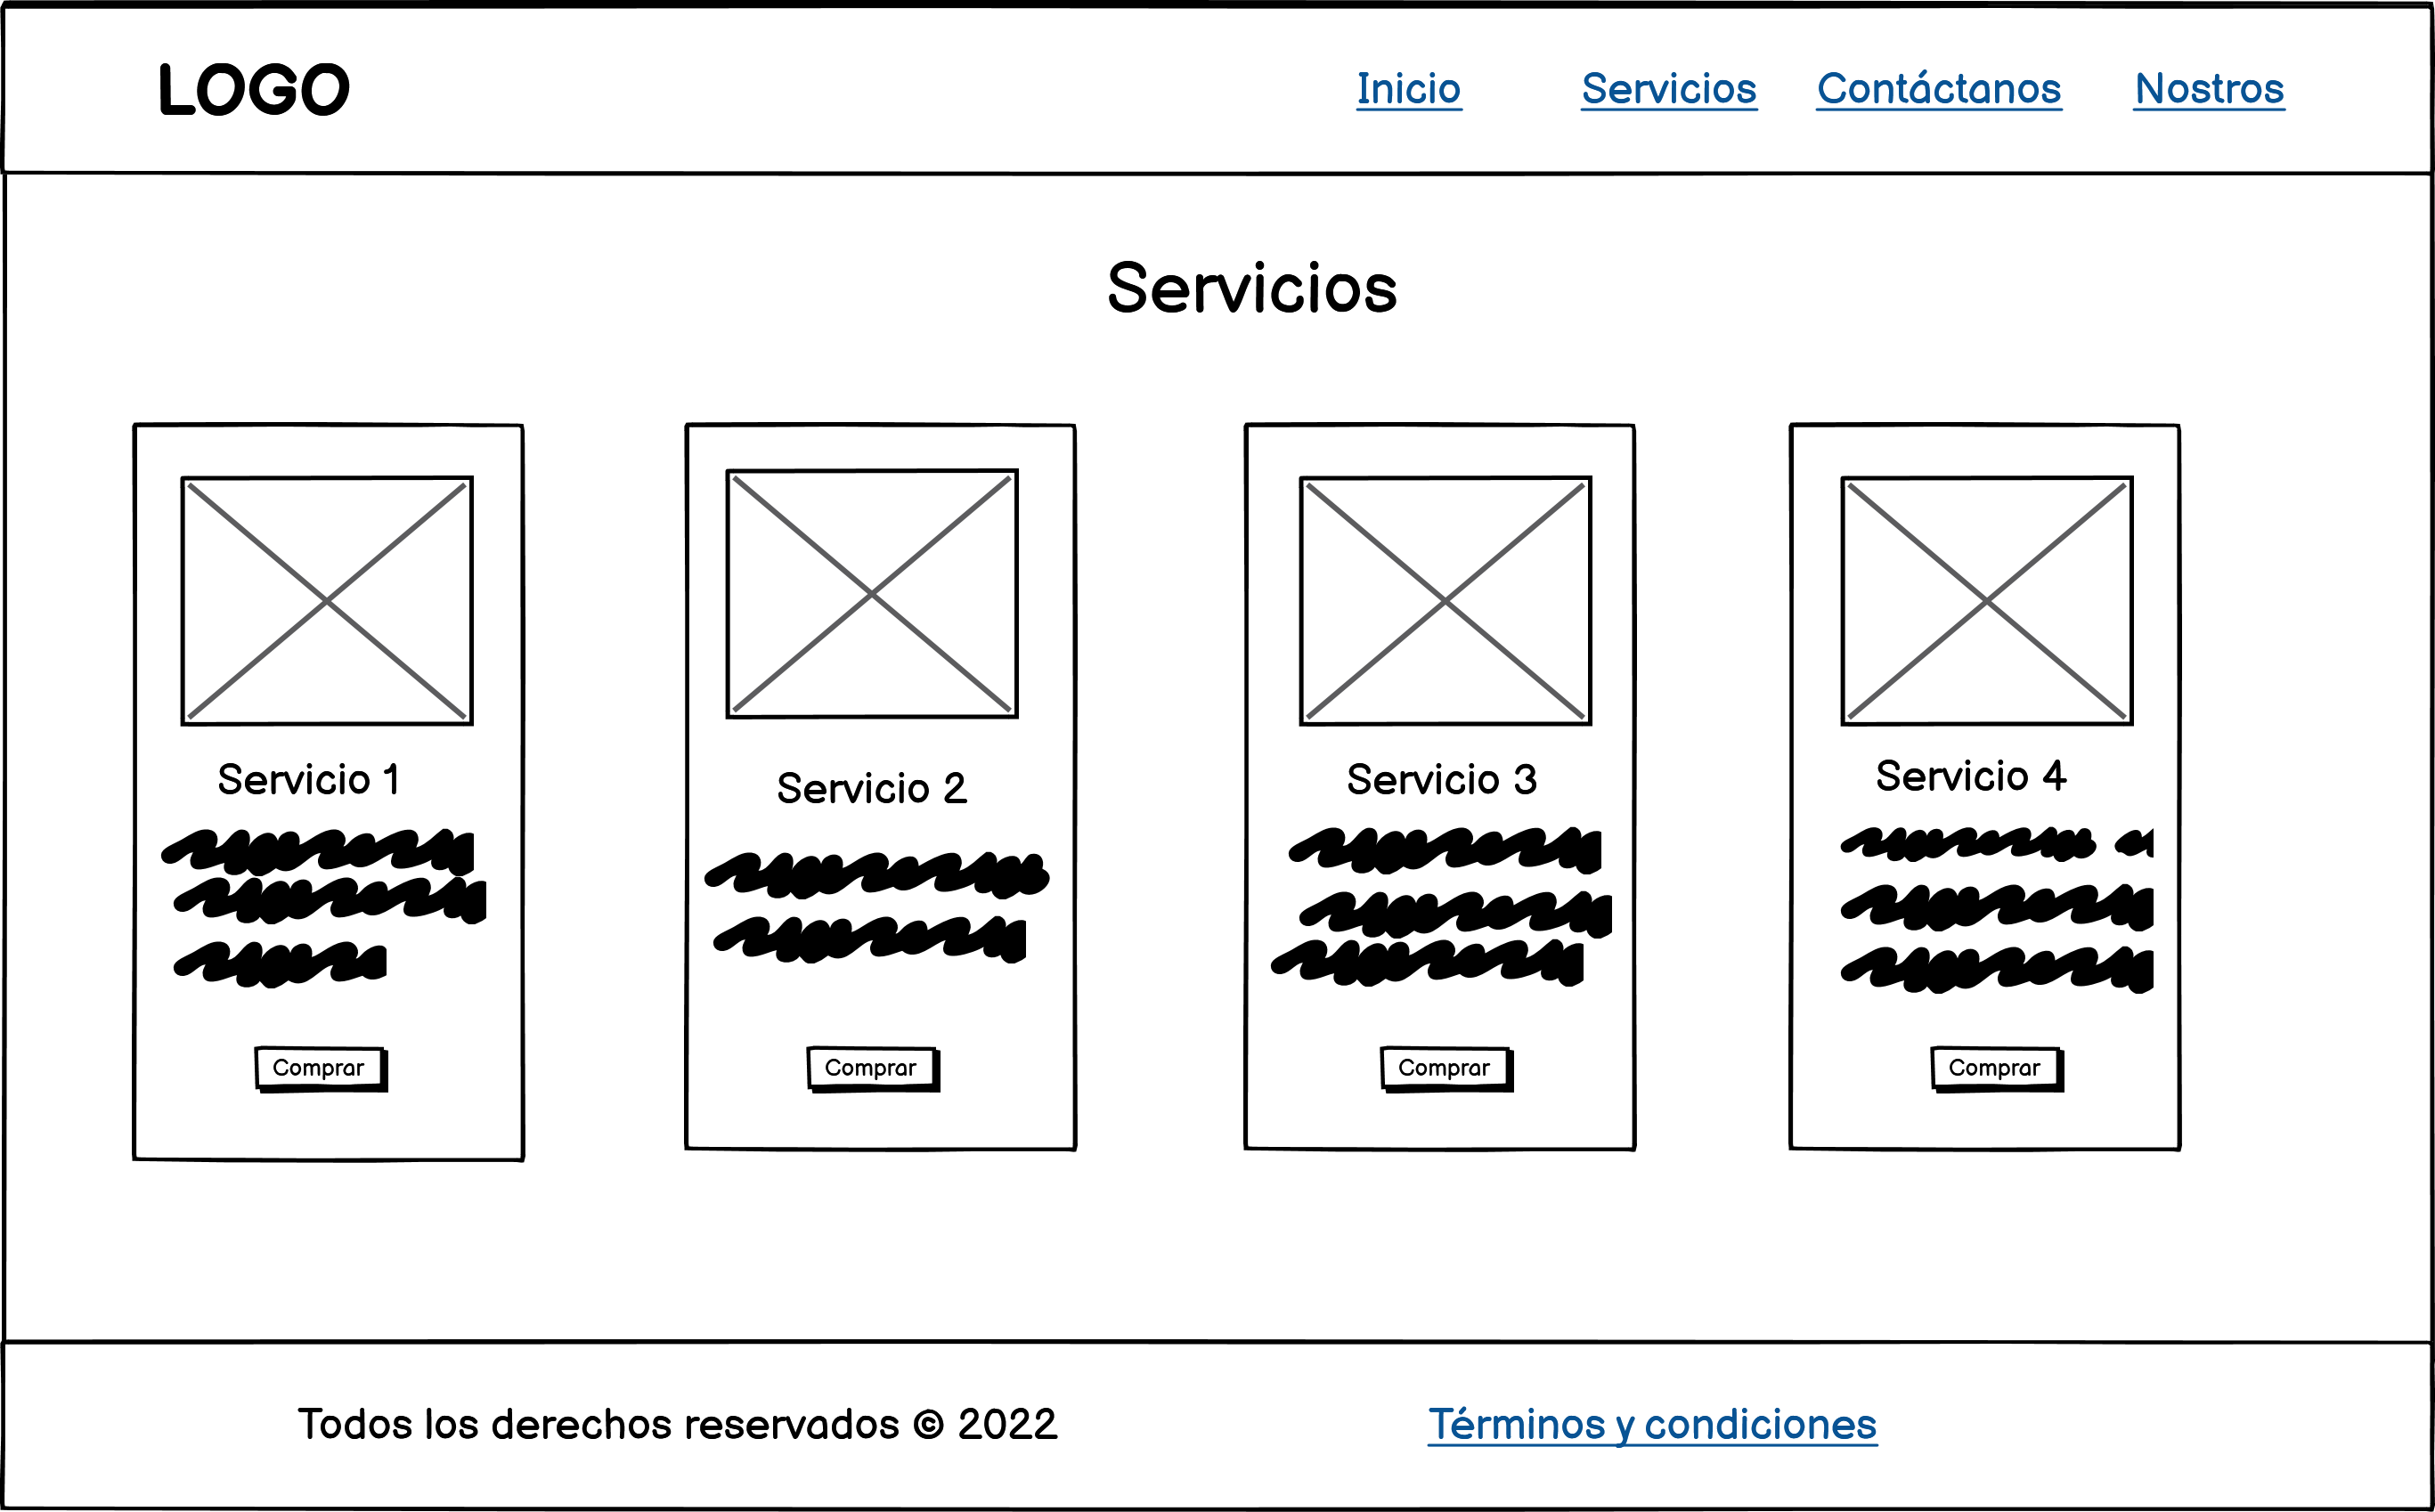 LOGO Inicio Servicios Contáctanos Nostros
Servicios
Servicio 1
Comprar
Servicio 2
Comprar
Servicio 3
Comprar
Servicio 4
Comprar
Todos los derechos reservados © 2022 Términos y condiciones